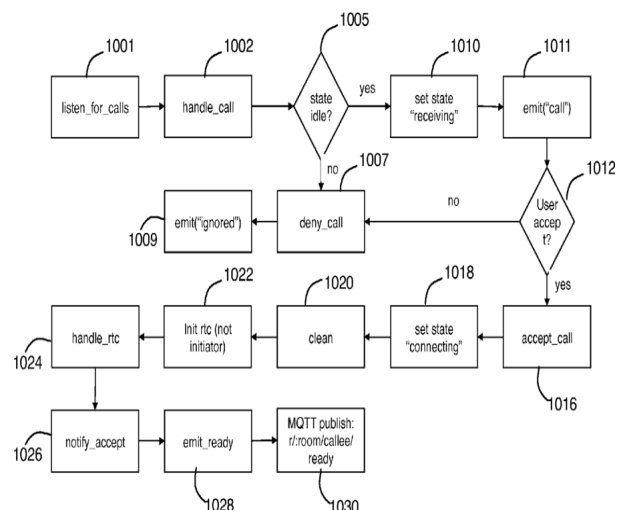 1001
1002
1005
1010
1011
listen_for_calls
handle_call
state
idle?
yes
set state
"receiving"
emit("call")
no
1007
1012
1009
emit("ignored")
deny_call
no
User
accep
t?
1022
1020
1018
yes
1024
handle_rtc
Init rtc (not
initiator)
clean
set state
"connecting"
accept_call
1016
1026
notify_accept
emit_ready
MQTT publish:
r/:room/callee/
ready
1028
1030